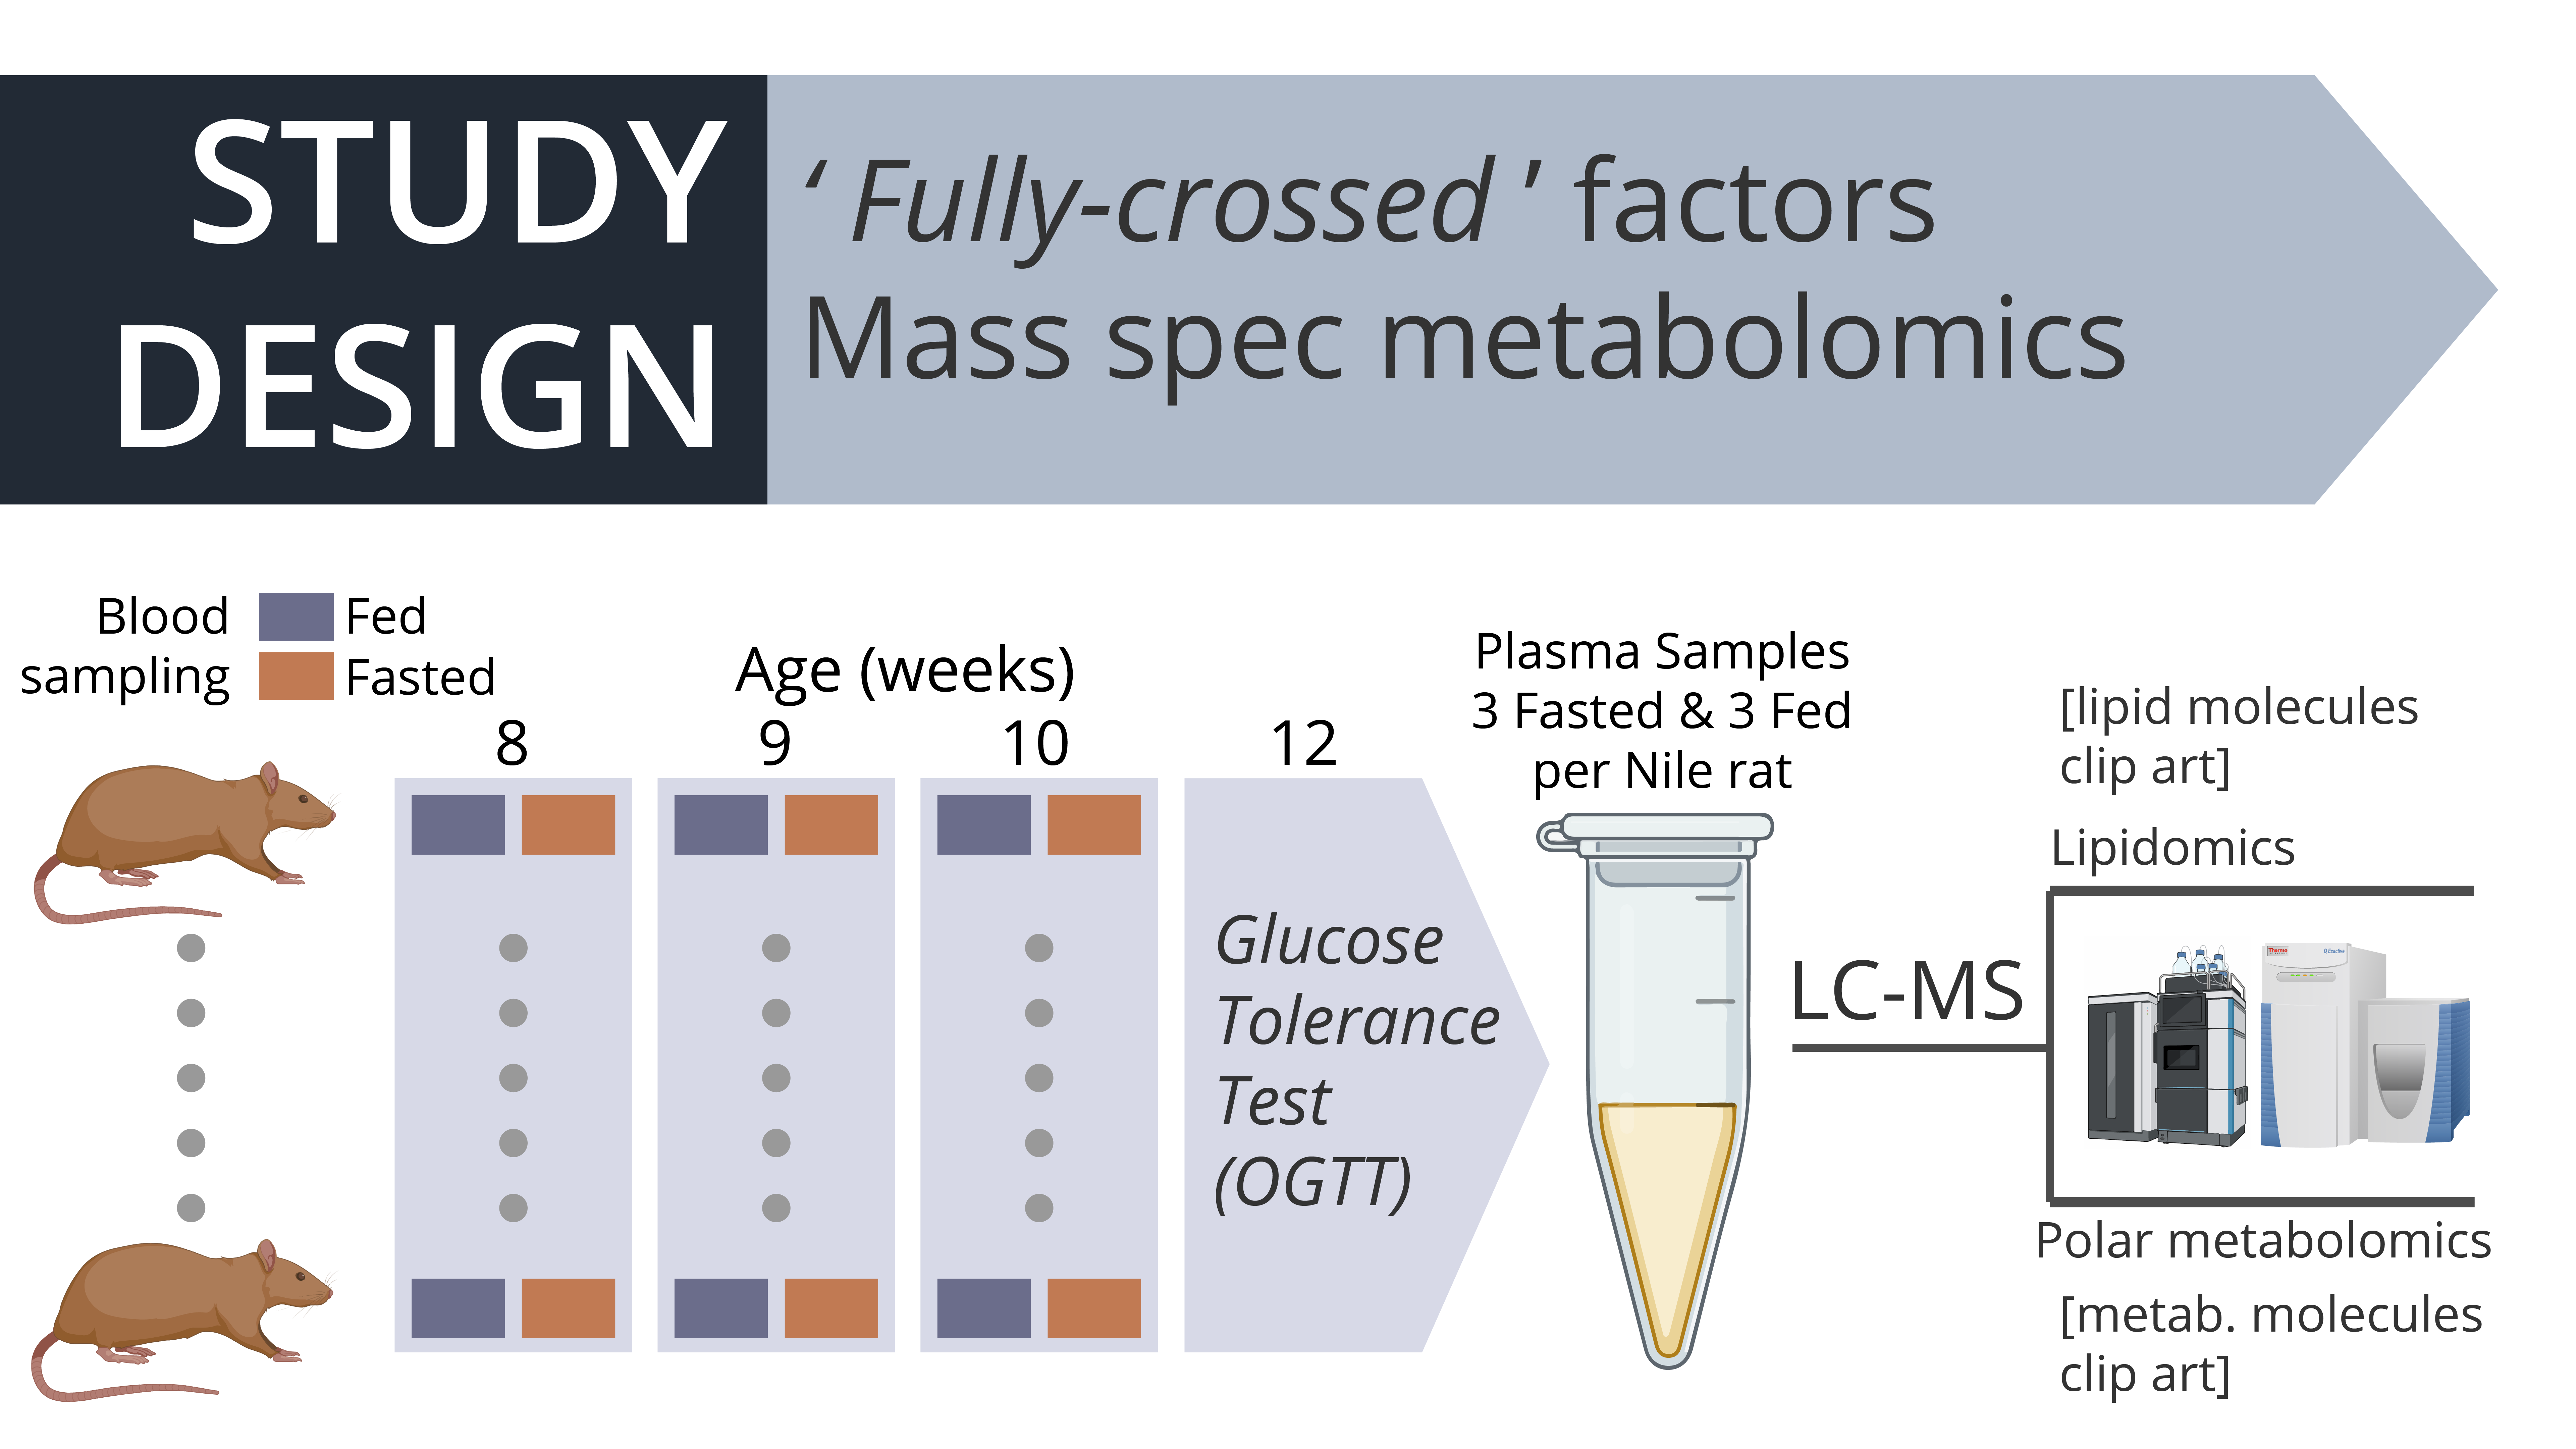 STUDY
DESIGN
‘ Fully-crossed ’ factors
Mass spec metabolomics
Blood
sampling
Fed
Fasted
Age (weeks)
8
9
10
12
Glucose
Tolerance
Test
(OGTT)
Plasma Samples
3 Fasted & 3 Fed
per Nile rat
LC-MS
[lipid molecules
clip art]
Lipidomics
Thermo
Q Exactive
Polar metabolomics
[metab. molecules
clip art]